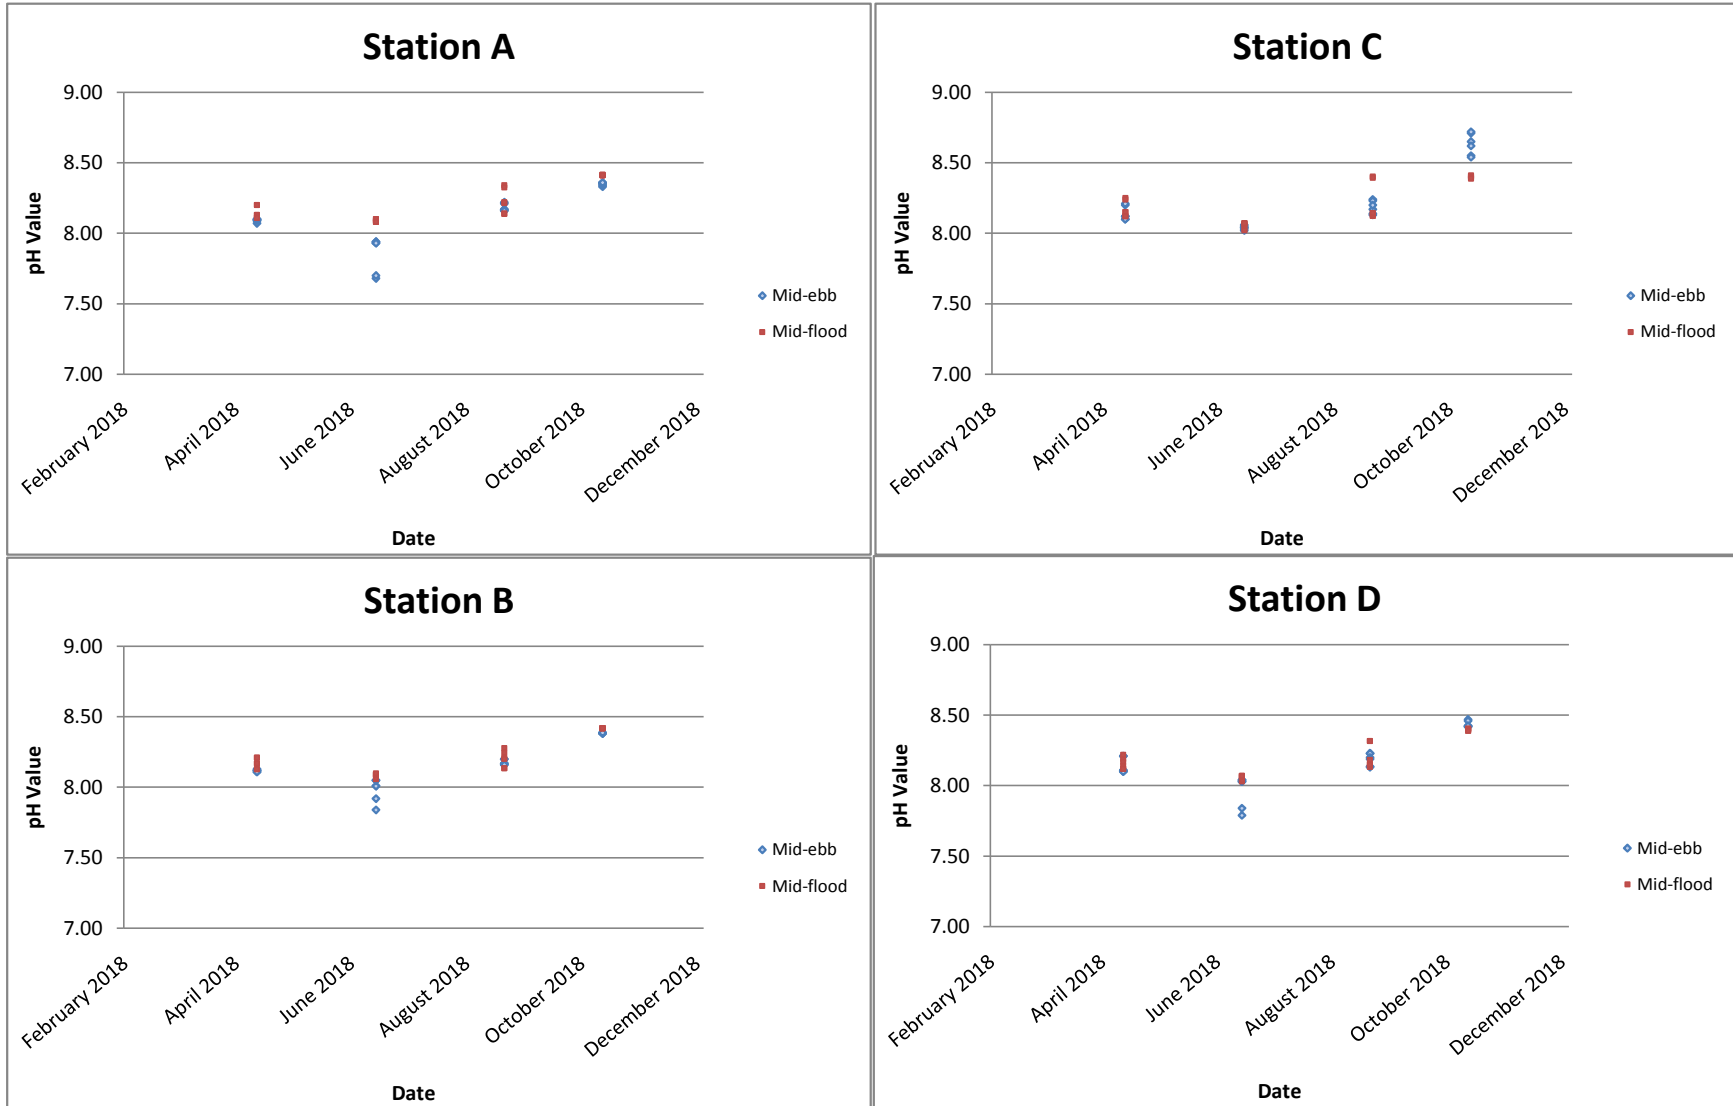 Station A
9.00
8.50
8.00
7.50
7.00
pH Value
February 2018
April 2018
June 2018
August 2018
October 2018
December 2018
Date
Mid-ebb
Mid-flood
Station C
9.00
8.50
8.00
7.50
7.00
pH Value
February 2018
April 2018
June 2018
August 2018
October 2018
December 2018
Date
Mid-ebb
Mid-flood
Station B
9.00
8.50
8.00
7.50
7.00
pH Value
February 2018
April 2018
June 2018
August 2018
October 2018
December 2018
Date
Mid-ebb
Mid-flood
Station D
9.00
8.50
8.00
7.50
7.00
pH Value
February 2018
April 2018
June 2018
August 2018
October 2018
December 2018
Date
Mid-ebb
Mid-flood